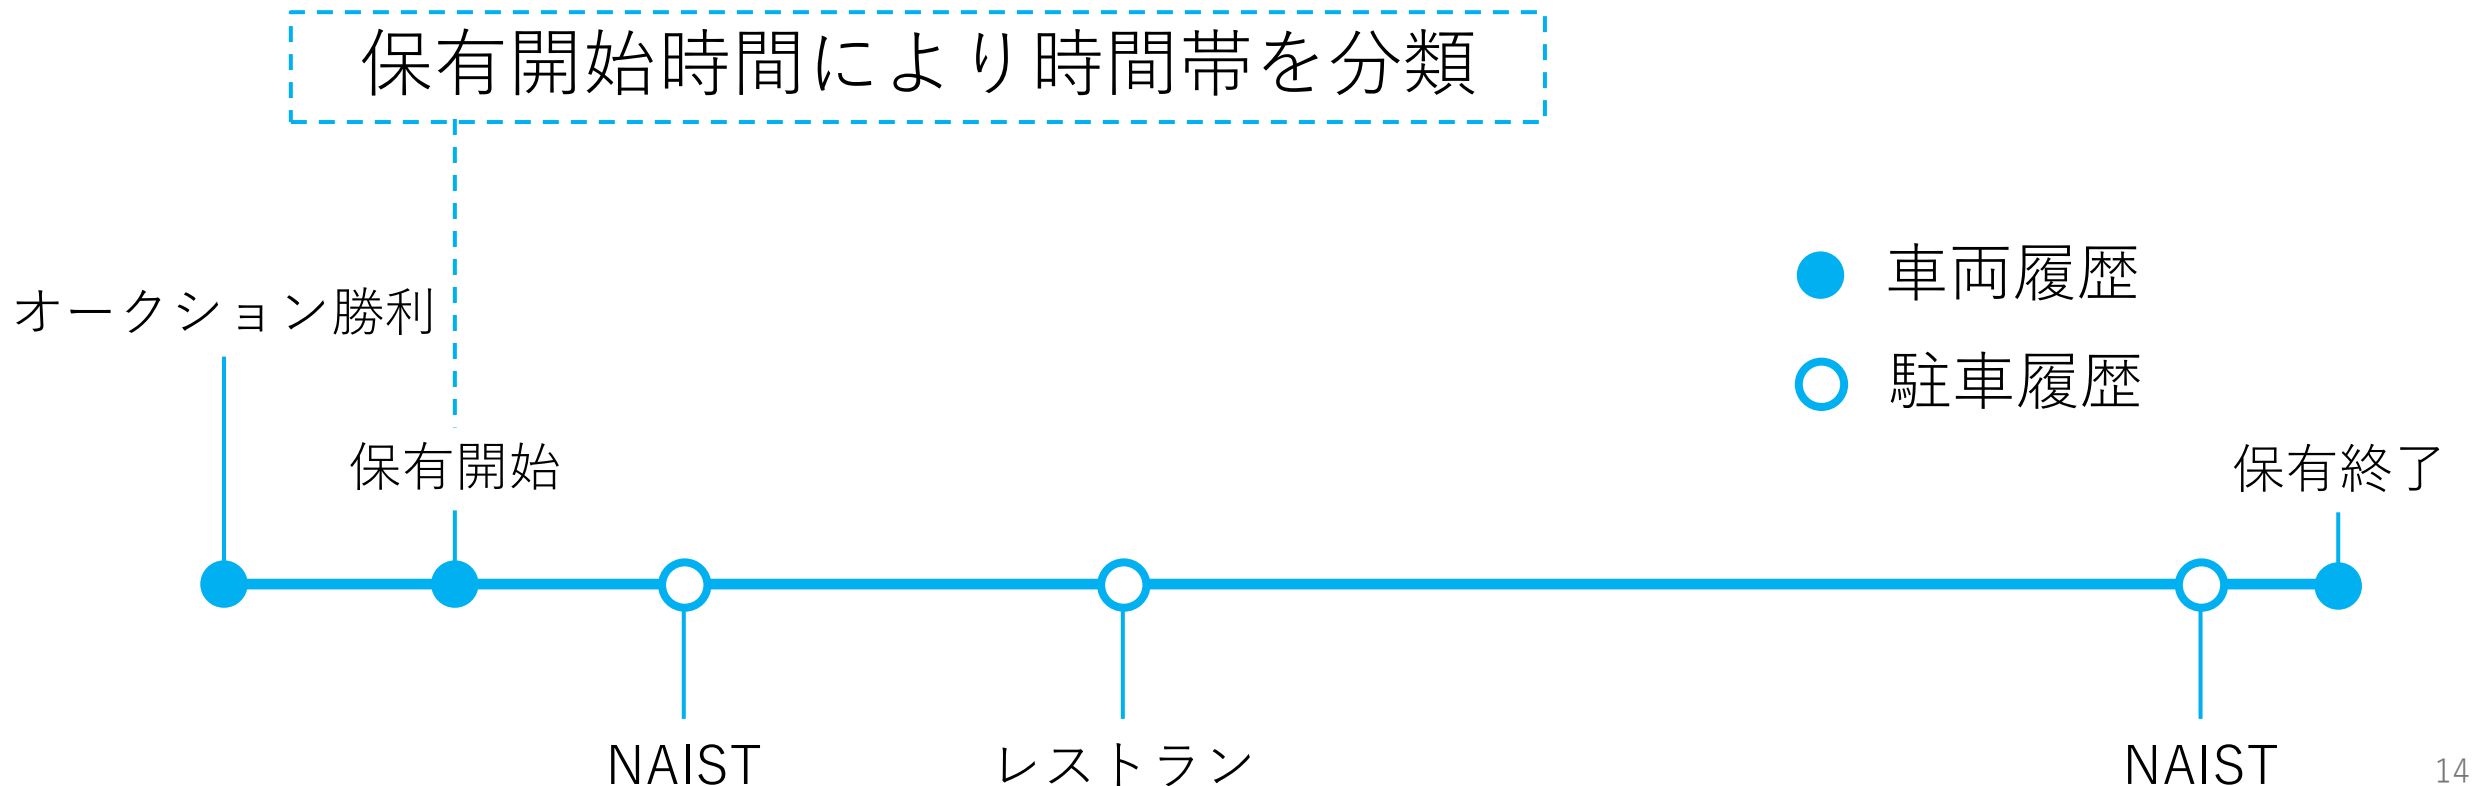 保有開始時間により時間帯を分類
車両履歴
オークション勝利
駐車履歴
保有開始
保有終了
NAIST
レストラン
NAIST
14